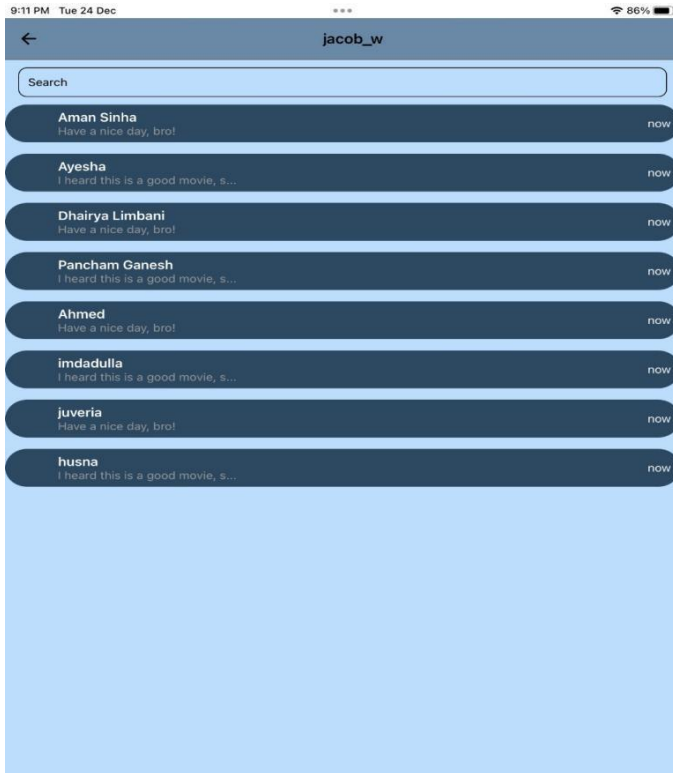 9:11 PM Tue 24 Dec 86%
jacob_w
Search
Aman Sinha
Have a nice day, bro!
now
Ayesha
I heard this is a good movie, s...
now
Dhairya Limbani
Have a nice day, bro!
now
Pancham Ganesh
I heard this is a good movie, s...
now
Ahmed
Have a nice day, bro!
now
imdadulla
I heard this is a good movie, s...
now
juveria
Have a nice day, bro!
now
husna
I heard this is a good movie, s...
now